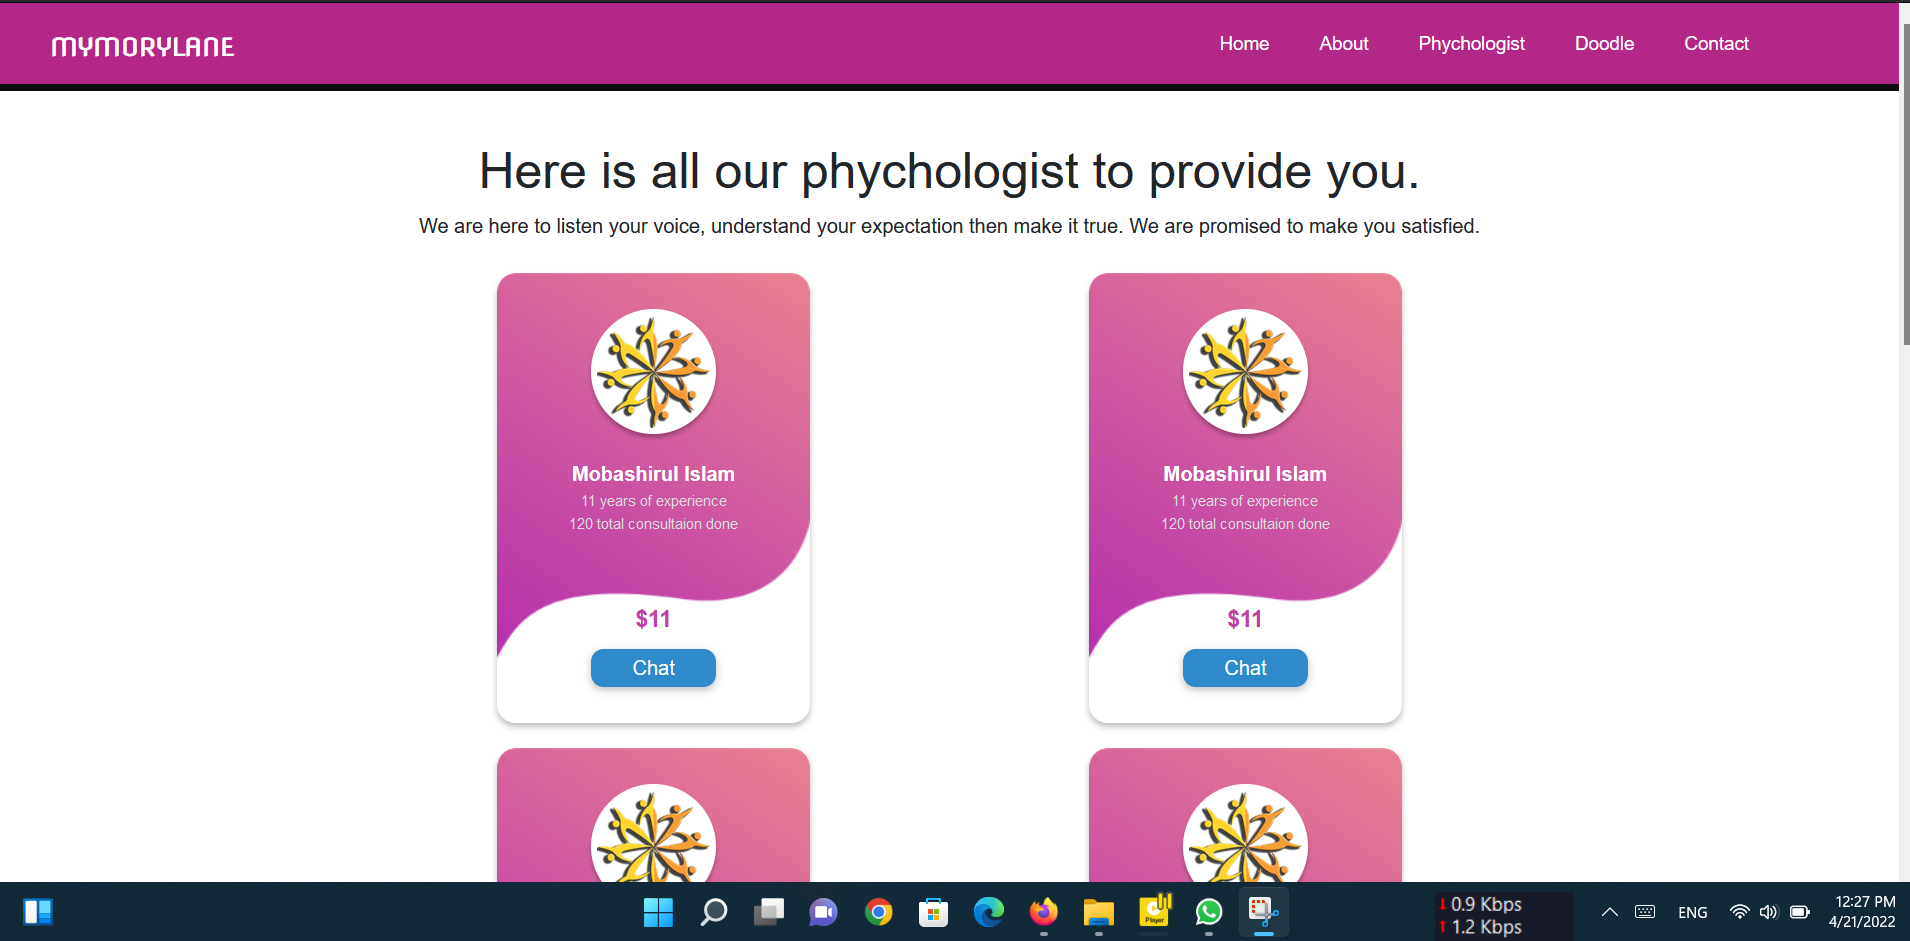 MYMORYLANE
Home About Phychologist Doodle Contact
Here is all our phychologist to provide you.
We are here to listen your voice, understand your expectation then make it true. We are promised to make you satisfied.
Mobashirul Islam
11 years of experience
120 total consultaion done
$11
Chat
Mobashirul Islam
11 years of experience
120 total consultaion done
$11
Chat
Player
0.9 Kbps
1.2 Kbps
ENG
12:27 PM
4/21/2022